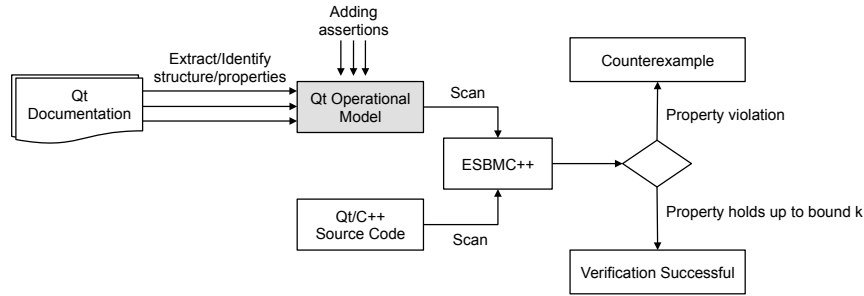 Adding
assertions
Extract/Identify
structure/properties
Qt
Documentation
Qt Operational
Model
Scan
Counterexample
Property violation
ESBMC++
Qt/C++
Source Code
Scan
Property holds up to bound k
Verification Successful